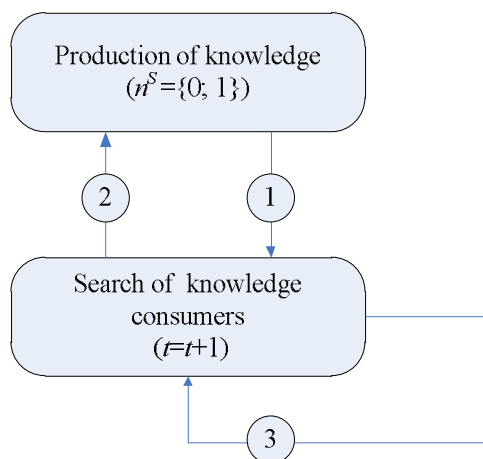 Production of knowledge
(n^S={0; 1})
2
1
Search of knowledge
consumers
(t=t+1)
3